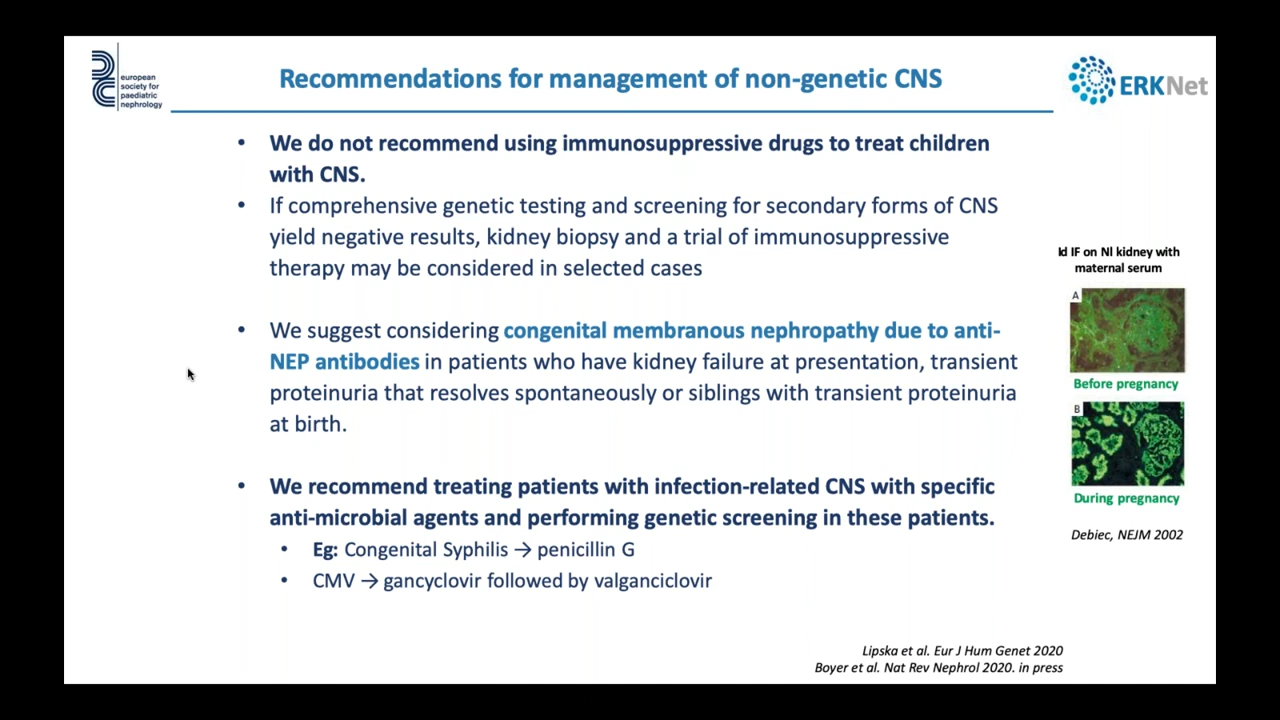 european
society for
paediatric
nephrology
Recommendations for management of non-genetic CNS
ERKNet
• We do not recommend using immunosuppressive drugs to treat children
with CNS.
• If comprehensive genetic testing and screening for secondary forms of CNS
yield negative results, kidney biopsy and a trial of immunosuppressive
therapy may be considered in selected cases
• We suggest considering congenital membranous nephropathy due to anti-
NEP antibodies in patients who have kidney failure at presentation, transient
proteinuria that resolves spontaneously or siblings with transient proteinuria
at birth.
• We recommend treating patients with infection-related CNS with specific
anti-microbial agents and performing genetic screening in these patients.
• Eg: Congenital Syphilis → penicillin G
• CMV → gancyclovir followed by valganciclovir
Id IF on Nl kidney with
maternal serum
A
Before pregnancy
B
During pregnancy
Debiec, NEJM 2002
Lipska et al. Eur J Hum Genet 2020
Boyer et al. Nat Rev Nephrol 2020. in press